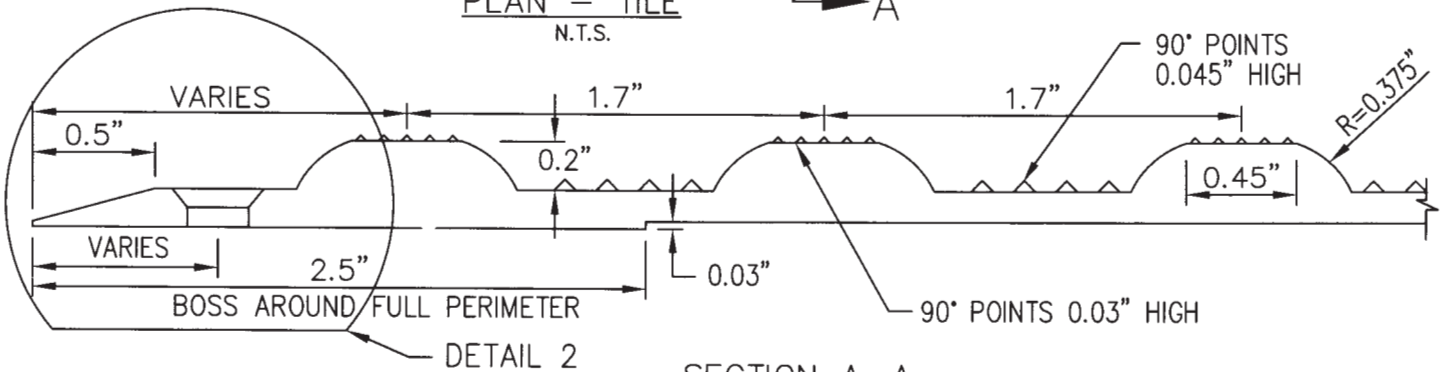 PLAN - TILE
N.T.S.
A
90° POINTS
0.045" HIGH
VARIES
1.7"
1.7"
R=0.375"
0.5"
0.2"
0.45"
VARIES
2.5"
0.03"
BOSS AROUND FULL PERIMETER
90° POINTS 0.03" HIGH
DETAIL 2
SECTION A-A